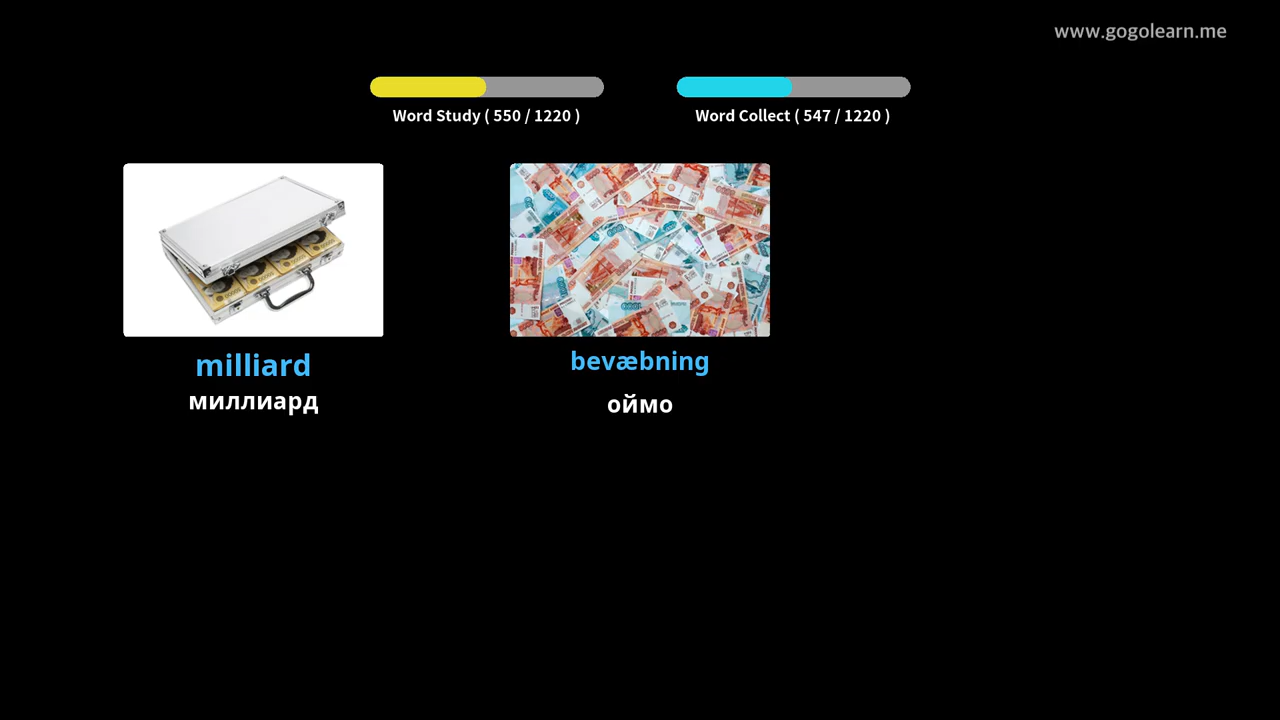 www.gogolearn.me
Word Study ( 550 / 1220 )
Word Collect ( 547 / 1220 )
milliard
миллиард
bevæbning
оймо